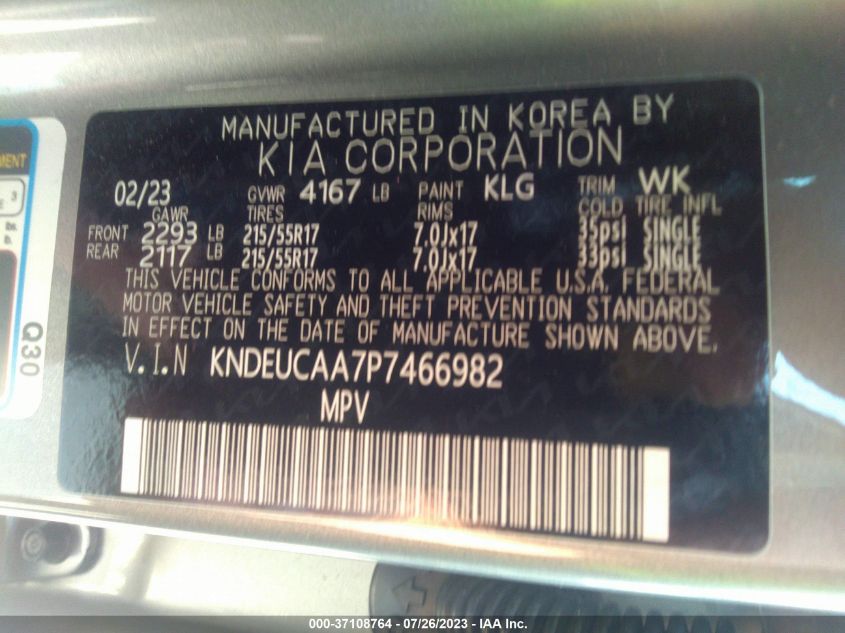 MANUFACTURED IN KOREA BY
KIA CORPORATION
02/23 GVWR 4167 LB PAINT KLG TRIM WK
GAWR TIRES RIMS COLD TIRE INFL
FRONT 2293 LB 215/55R17 7.0Jx17 35psi SINGLE
REAR 2117 LB 215/55R17 7.0Jx17 33psi SINGLE
THIS VEHICLE CONFORMS TO ALL APPLICABLE U.S.A. FEDERAL
MOTOR VEHICLE SAFETY AND THEFT PREVENTION STANDARDS
IN EFFECT ON THE DATE OF MANUFACTURE SHOWN ABOVE.
V.I.N KNDEUCAA7P7466982
MPV
3
Q30
000-37108764 - 07/26/2023 - IAA Inc.